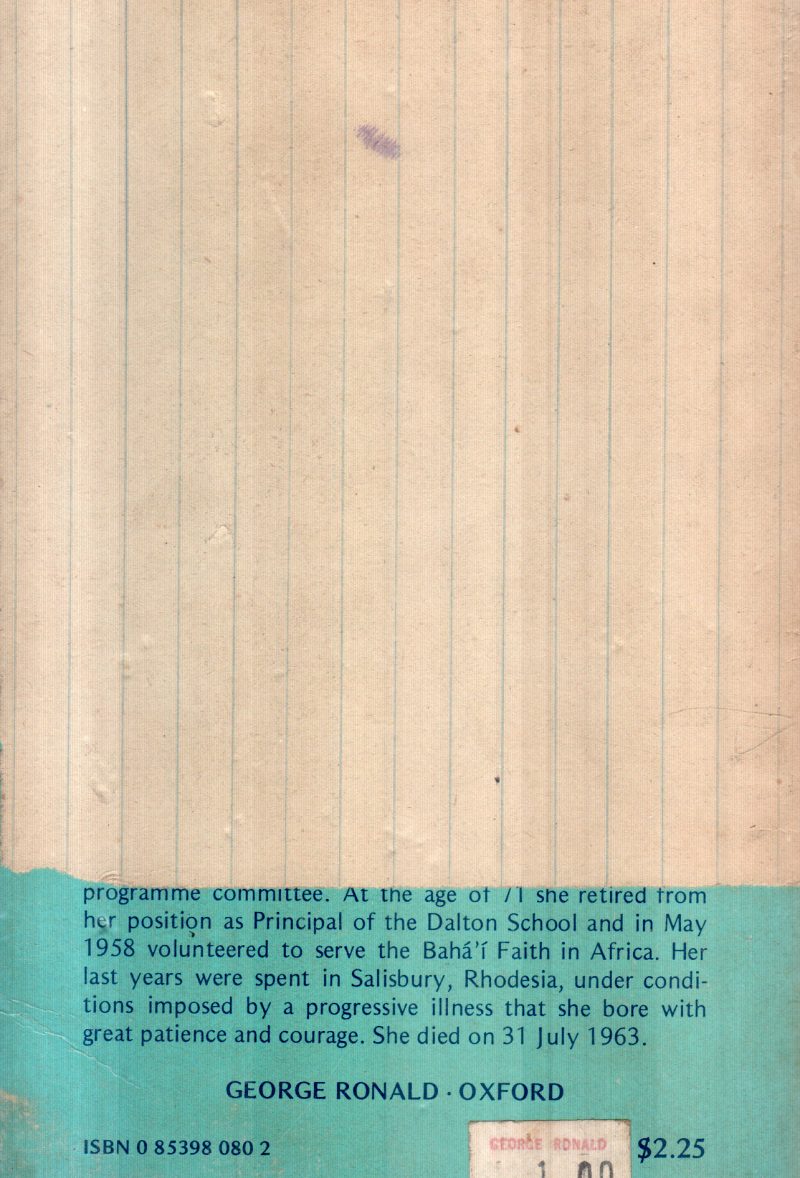 programme committee. At the age of 71 she retired from
her position as Principal of the Dalton School and in May
1958 volunteered to serve the Bahá’í Faith in Africa. Her
last years were spent in Salisbury, Rhodesia, under condi-
tions imposed by a progressive illness that she bore with
great patience and courage. She died on 31 July 1963.
GEORGE RONALD · OXFORD
ISBN 0 85398 080 2
GEORGE RONALD
$2.25